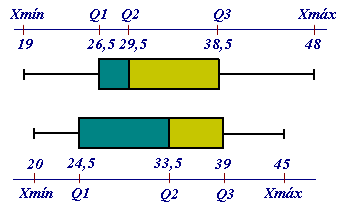 Xmín Q1 Q2 Q3 Xmáx
19 26,5 29,5 38,5 48
20 24,5 33,5 39 45
Xmín Q1 Q2 Q3 Xmáx